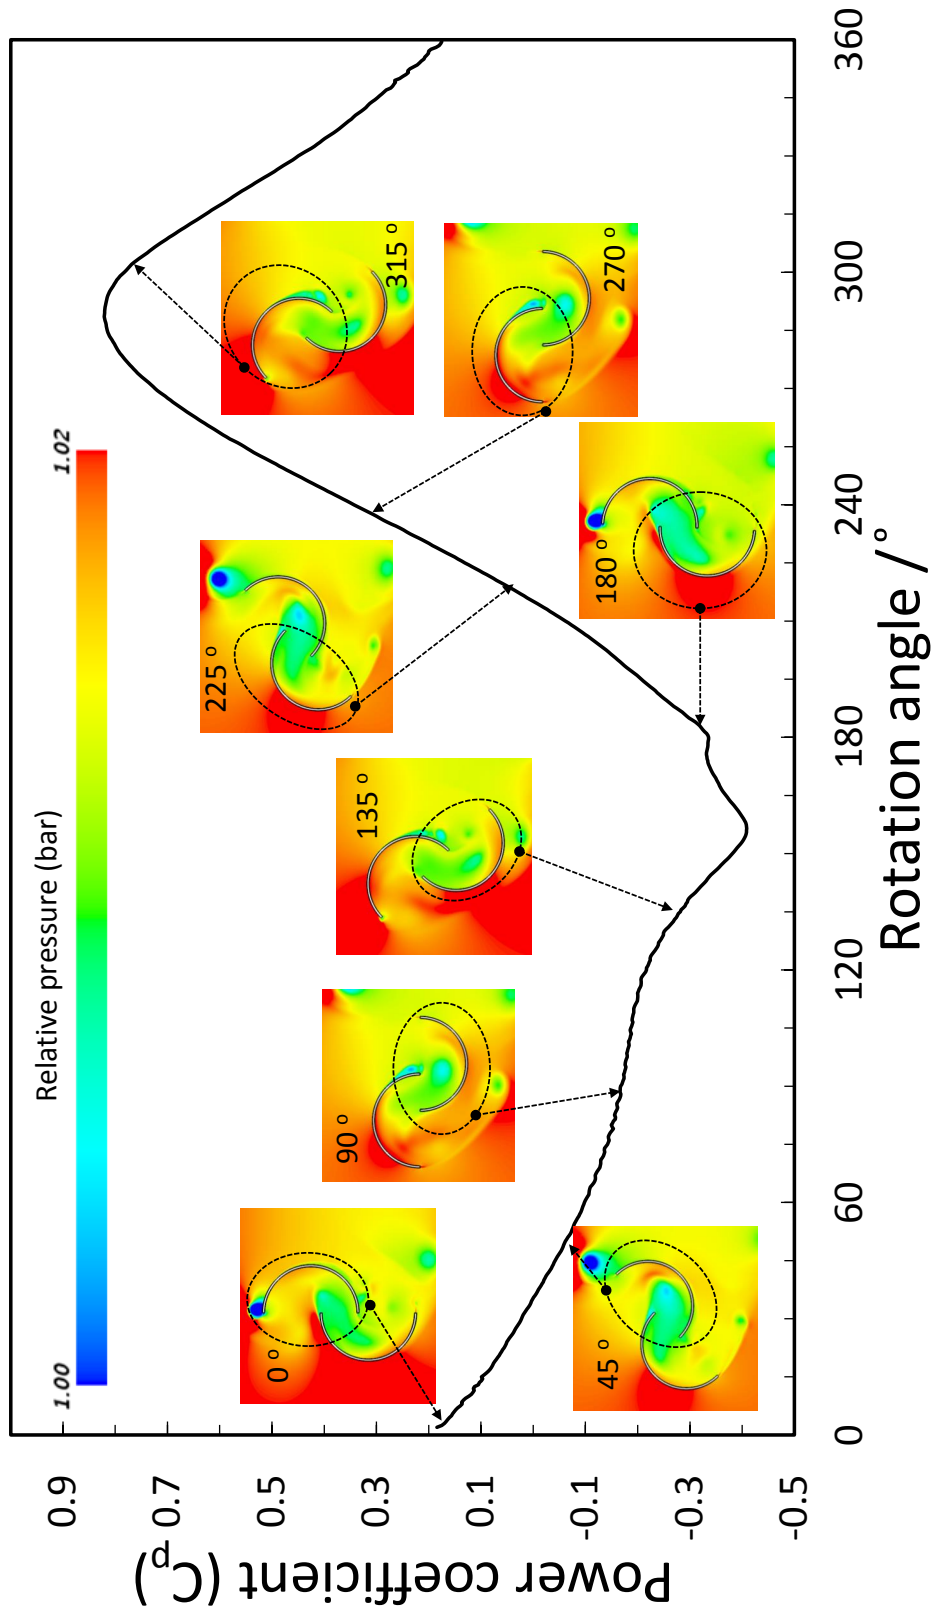 Power coefficient (Cp)
0.9
0.7
0.5
0.3
0.1
-0.1
-0.3
-0.5
Relative pressure (bar)
1.00
1.02
0 º
45 º
90 º
135 º
180 º
225 º
270 º
315 º
0
60
120
180
240
300
360
Rotation angle /°